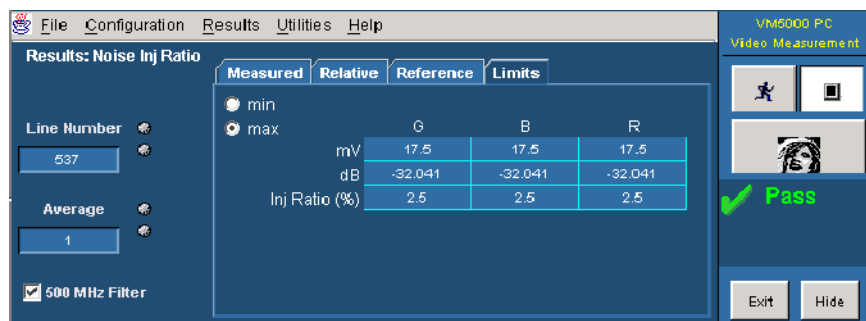 File Configuration Results Utilities Help
VM5000 PC
Video Measurement
Results: Noise Inj Ratio
Measured Relative Reference Limits
min
max
G B R
mV 17.5 17.5 17.5
dB -32.041 -32.041 -32.041
Inj Ratio (%) 2.5 2.5 2.5
Line Number
537
Average
1
500 MHz Filter
Pass
Exit Hide